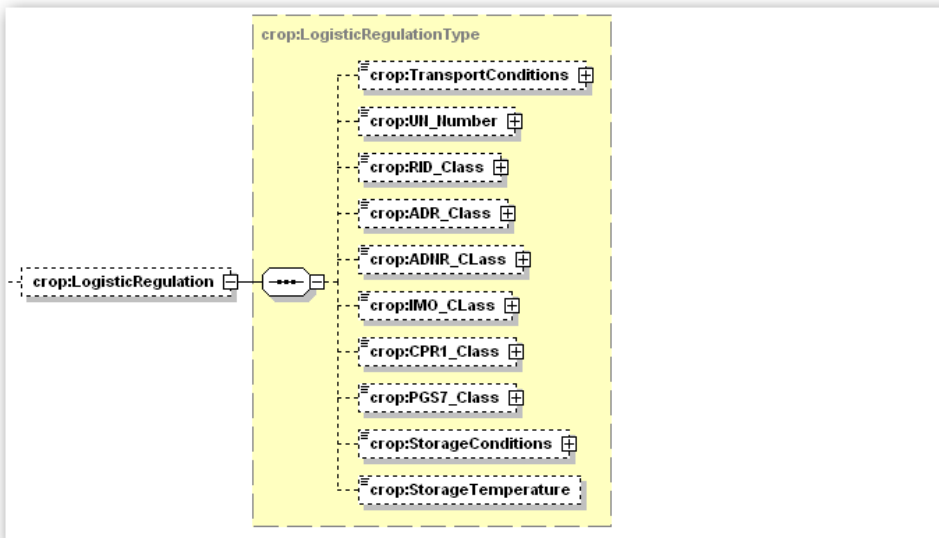 crop:LogisticRegulationType
crop:TransportConditions
crop:UN_Number
crop:RID_Class
crop:ADR_Class
crop:ADNR_CLass
crop:LogisticRegulation
crop:IMO_CLass
crop:CPR1_Class
crop:PGS7_Class
crop:StorageConditions
crop:StorageTemperature